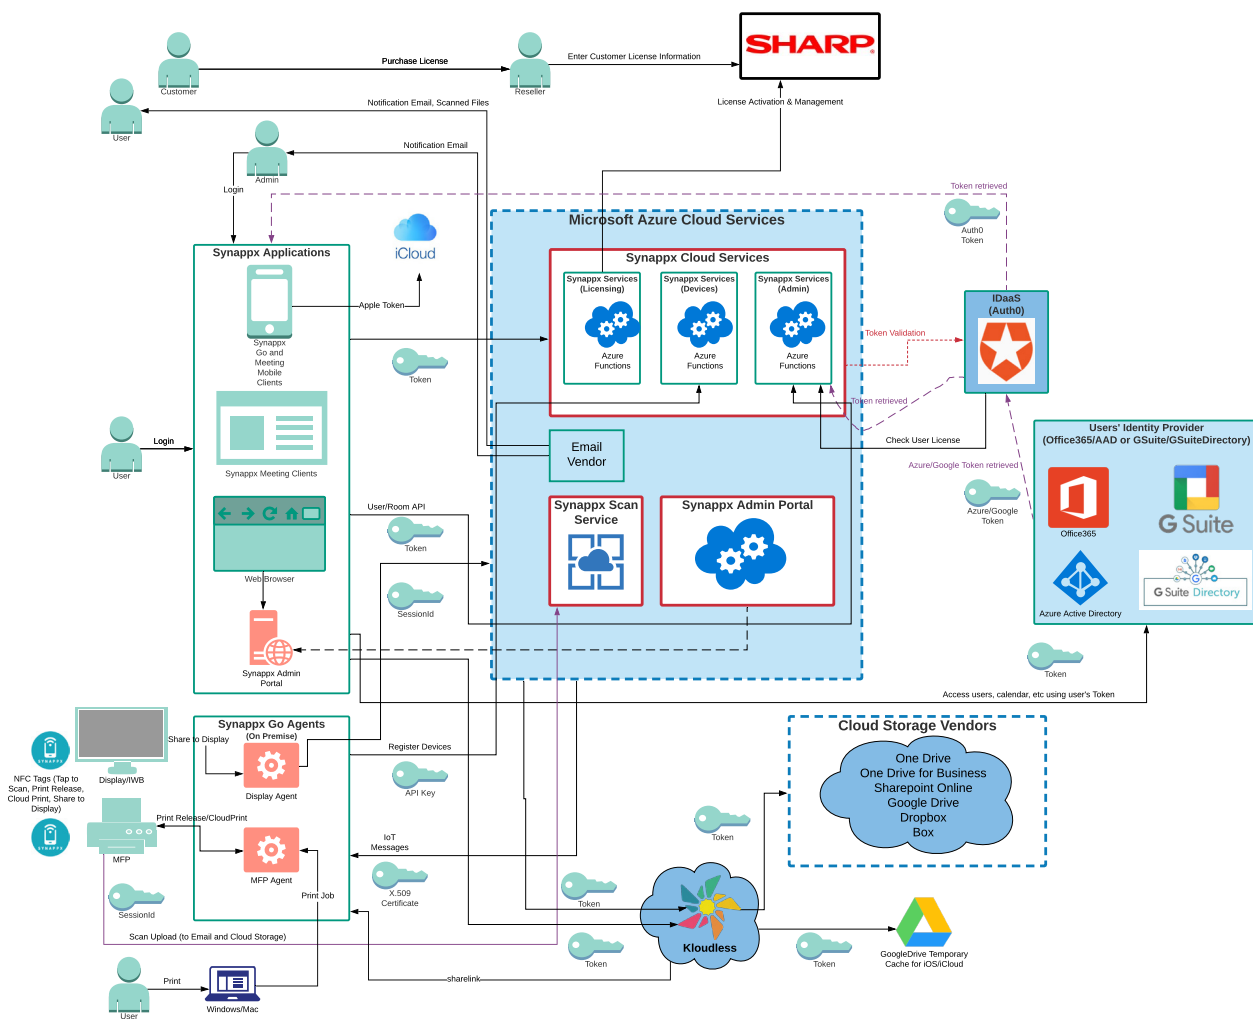 SHARP
Purchase License
Enter Customer License Information
Customer
Reseller
License Activation & Management
Notification Email, Scanned Files
User
Notification Email
Admin
Login
Token retrieved
Auth0
Token
iCloud
Microsoft Azure Cloud Services
Synappx Applications
Synappx Cloud Services
Synappx Services
(Licensing)
Azure
Functions
Synappx Services
(Devices)
Azure
Functions
Synappx Services
(Admin)
Azure
Functions
IDaaS
(Auth0)
Apple Token
Token Validation
Synappx
Go and
Meeting
Mobile
Clients
Token
Token retrieved
Synappx Meeting Clients
Login
User
Email
Vendor
Check User License
Users' Identity Provider
(Office365/AAD or GSuite/GSuiteDirectory)
Azure/Google Token retrieved
Azure/Google
Token
Office365
G Suite
Azure Active Directory
G Suite Directory
User/Room API
Token
Synappx Scan
Service
Synappx Admin Portal
Web Browser
SessionId
Synappx Admin
Portal
Token
Access users, calendar, etc using user's Token
Synappx Go Agents
(On Premise)
Share to Display
Display/IWB
Display Agent
SYNAPPX
NFC Tags (Tap to
Scan, Print Release,
Cloud Print, Share to
Display)
SYNAPPX
Register Devices
API Key
Print Release/CloudPrint
MFP
MFP Agent
IoT
Messages
X.509
Certificate
Print Job
SessionId
Scan Upload (to Email and Cloud Storage)
Print
User
Windows/Mac
Cloud Storage Vendors
One Drive
One Drive for Business
Sharepoint Online
Google Drive
Dropbox
Box
Token
Token
Token
Kloudless
Token
GoogleDrive Temporary
Cache for iOS/iCloud
sharelink